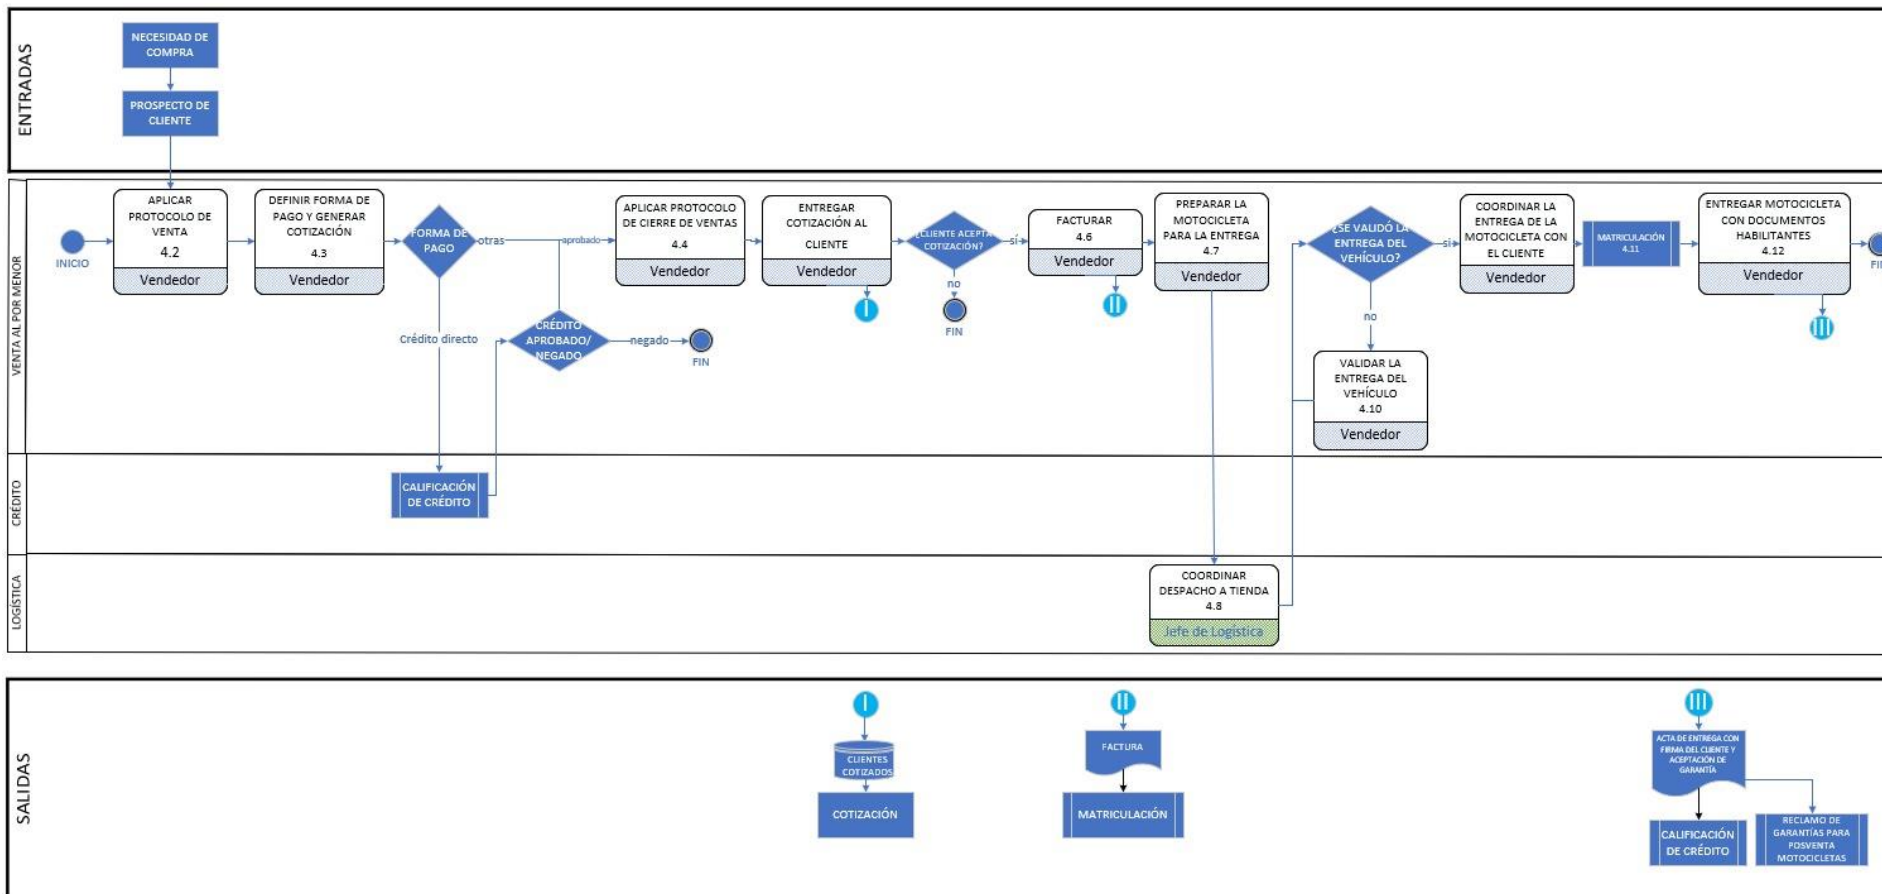 ENTRADAS
NECESIDAD DE
COMPRA
PROSPECTO DE
CLIENTE
VENTA AL POR MENOR
INICIO
APLICAR
PROTOCOLO DE
VENTA
4.2
Vendedor
DEFINIR FORMA DE
PAGO Y GENERAR
COTIZACIÓN
4.3
Vendedor
FORMA DE
PAGO
otras
Crédito directo
CRÉDITO
APROBADO/
NEGADO
aprobado
negado
FIN
APLICAR PROTOCOLO
DE CIERRE DE VENTAS
4.4
Vendedor
ENTREGAR
COTIZACIÓN AL
CLIENTE
Vendedor
I
¿CLIENTE ACEPTA
COTIZACIÓN?
sí
no
FIN
FACTURAR
4.6
Vendedor
II
PREPARAR LA
MOTOCICLETA
PARA LA ENTREGA
4.7
Vendedor
¿SE VALIDÓ LA
ENTREGA DEL
VEHÍCULO?
si
no
VALIDAR LA
ENTREGA DEL
VEHÍCULO
4.10
Vendedor
COORDINAR LA
ENTREGA DE LA
MOTOCICLETA CON
EL CLIENTE
Vendedor
MATRICULACIÓN
4.11
ENTREGAR MOTOCICLETA
CON DOCUMENTOS
HABILITANTES
4.12
Vendedor
III
FIN
CRÉDITO
CALIFICACIÓN
DE CRÉDITO
LOGÍSTICA
COORDINAR
DESPACHO A TIENDA
4.8
Jefe de Logística
SALIDAS
I
CLIENTES
COTIZADOS
COTIZACIÓN
II
FACTURA
MATRICULACIÓN
III
ACTA DE ENTREGA CON
FIRMA DEL CLIENTE Y
ACEPTACIÓN DE
GARANTÍA
CALIFICACIÓN
DE CRÉDITO
RECLAMO DE
GARANTÍAS PARA
POSVENTA
MOTOCICLETAS